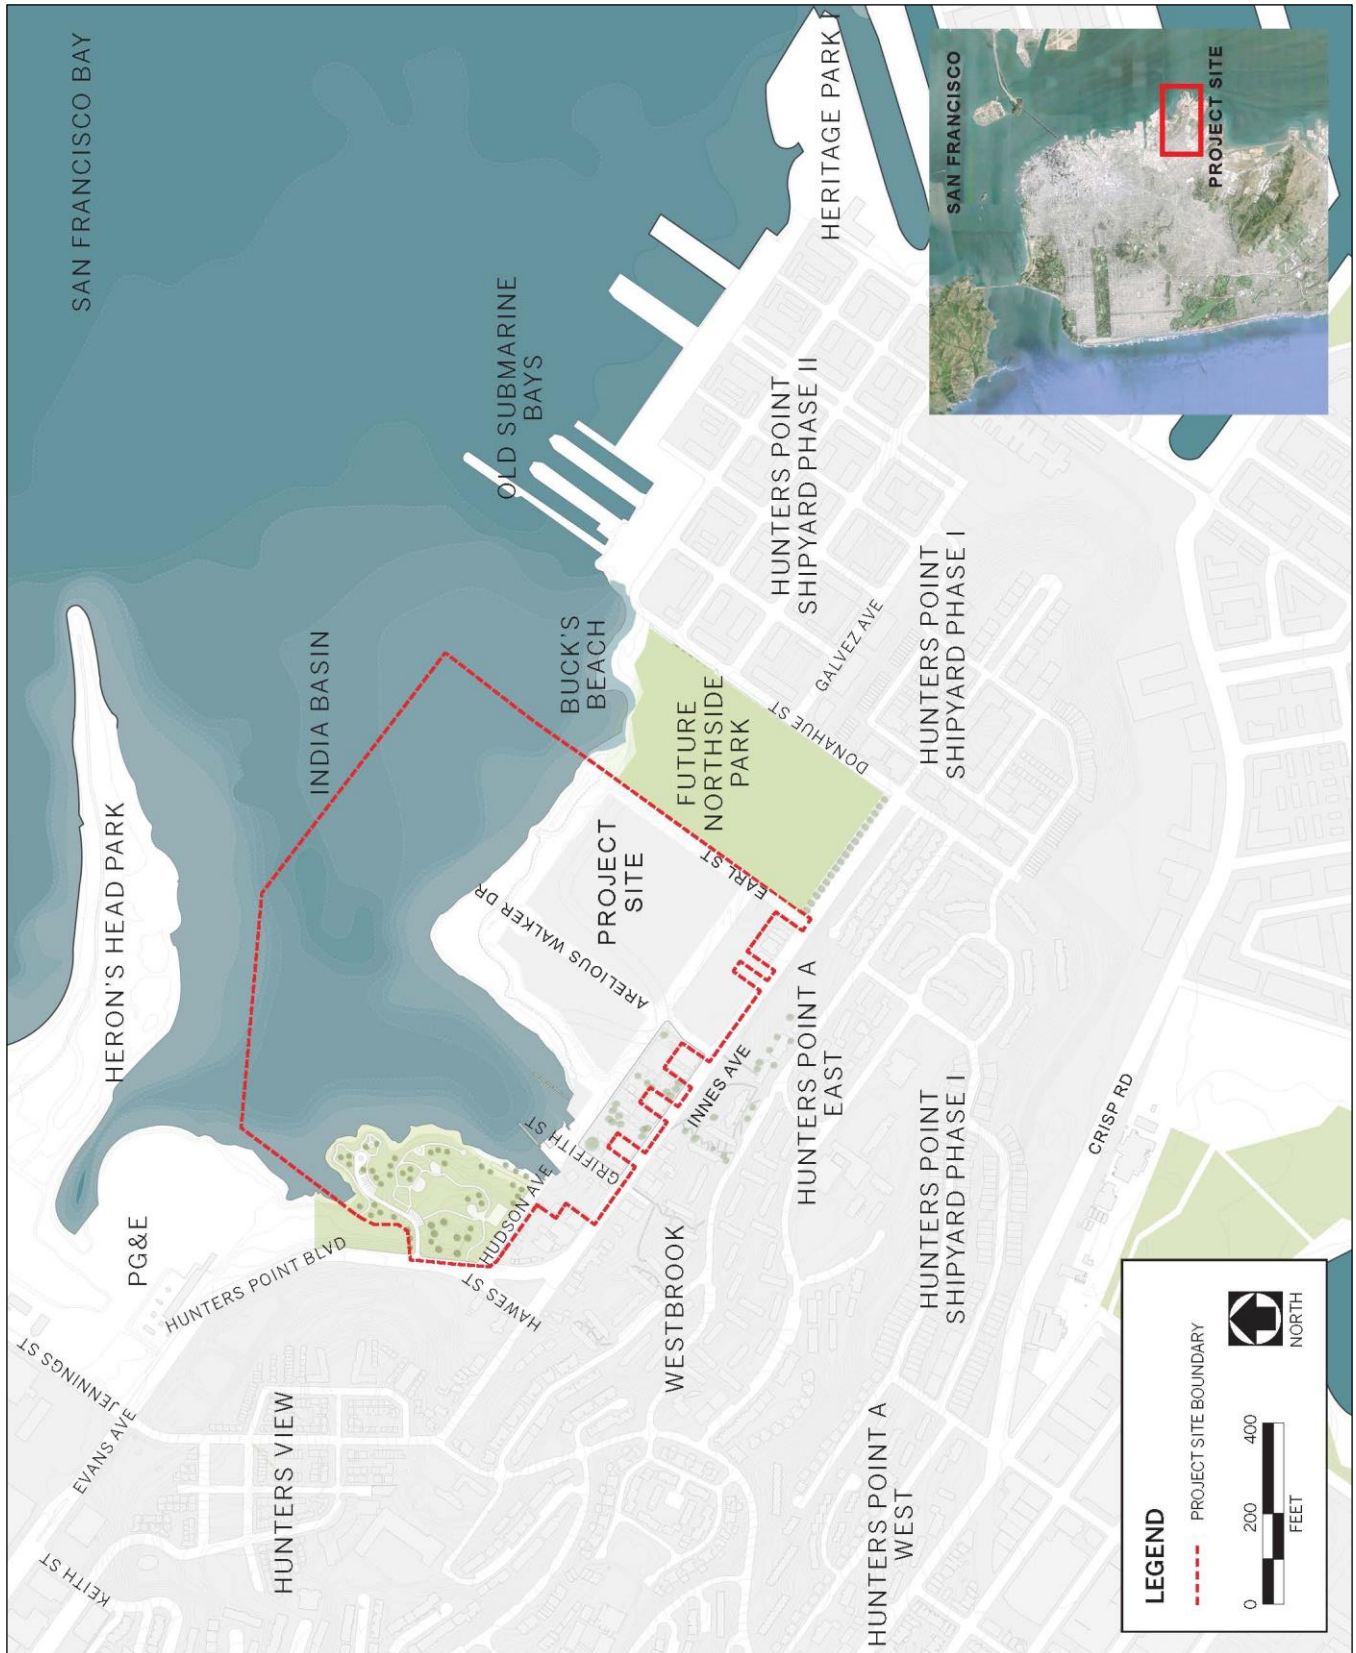 SAN FRANCISCO BAY
HERON'S HEAD PARK
INDIA BASIN
OLD SUBMARINE
BAYS
HERITAGE PARK
PG&E
HUNTERS POINT BLVD
JENNINGS ST
EVANS AVE
KEITH ST
HUNTERS VIEW
HAWES ST
HUDSON AVE
GRIFFITH ST
BUCK'S
BEACH
PROJECT
SITE
ARELIOUS WALKER DR
EARL ST
FUTURE
NORTHSIDE
PARK
DONAHUE ST
GALVEZ AVE
HUNTERS POINT
SHIPYARD PHASE II
HUNTERS POINT
SHIPYARD PHASE I
INNES AVE
WESTBROOK
HUNTERS POINT A
EAST
HUNTERS POINT
SHIPYARD PHASE I
CRISP RD
HUNTERS POINT A
WEST
LEGEND
PROJECT SITE BOUNDARY
0 200 400
FEET
NORTH
SAN FRANCISCO
PROJECT SITE